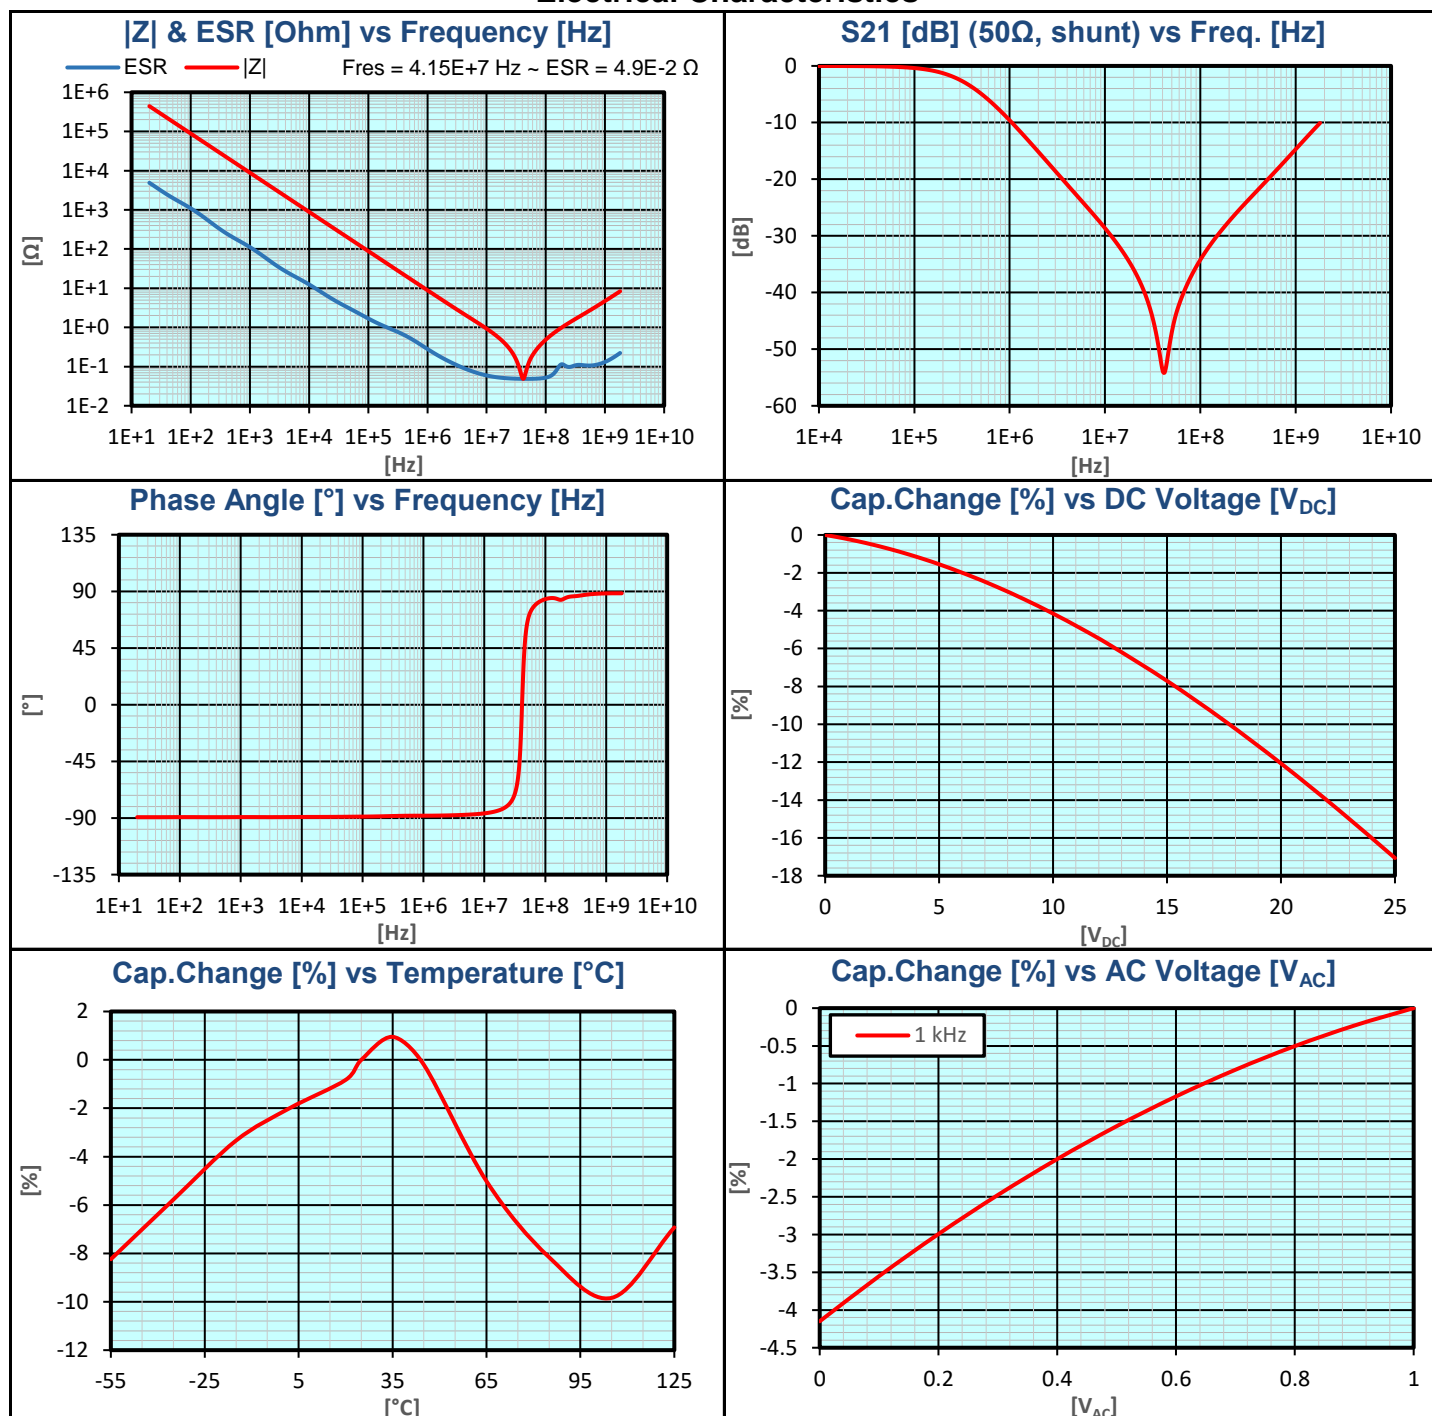 Electrical Characteristics
|Z| & ESR [Ohm] vs Frequency [Hz]
ESR |Z| Fres = 4.15E+7 Hz ~ ESR = 4.9E-2 Ω
1E+6
1E+5
1E+4
1E+3
1E+2
1E+1
1E+0
1E-1
1E-2
[Ω]
1E+1 1E+2 1E+3 1E+4 1E+5 1E+6 1E+7 1E+8 1E+9 1E+10
[Hz]
S21 [dB] (50Ω, shunt) vs Freq. [Hz]
0
-10
-20
-30
-40
-50
-60
[dB]
1E+4 1E+5 1E+6 1E+7 1E+8 1E+9 1E+10
[Hz]
Phase Angle [°] vs Frequency [Hz]
135
90
45
0
-45
-90
-135
[°]
1E+1 1E+2 1E+3 1E+4 1E+5 1E+6 1E+7 1E+8 1E+9 1E+10
[Hz]
Cap.Change [%] vs DC Voltage [VDC]
0
-2
-4
-6
-8
-10
-12
-14
-16
-18
[%]
0 5 10 15 20 25
[VDC]
Cap.Change [%] vs Temperature [°C]
2
0
-2
-4
-6
-8
-10
-12
[%]
-55 -25 5 35 65 95 125
[°C]
Cap.Change [%] vs AC Voltage [VAC]
1 kHz
0
-0.5
-1
-1.5
-2
-2.5
-3
-3.5
-4
-4.5
[%]
0 0.2 0.4 0.6 0.8 1
[VAC]